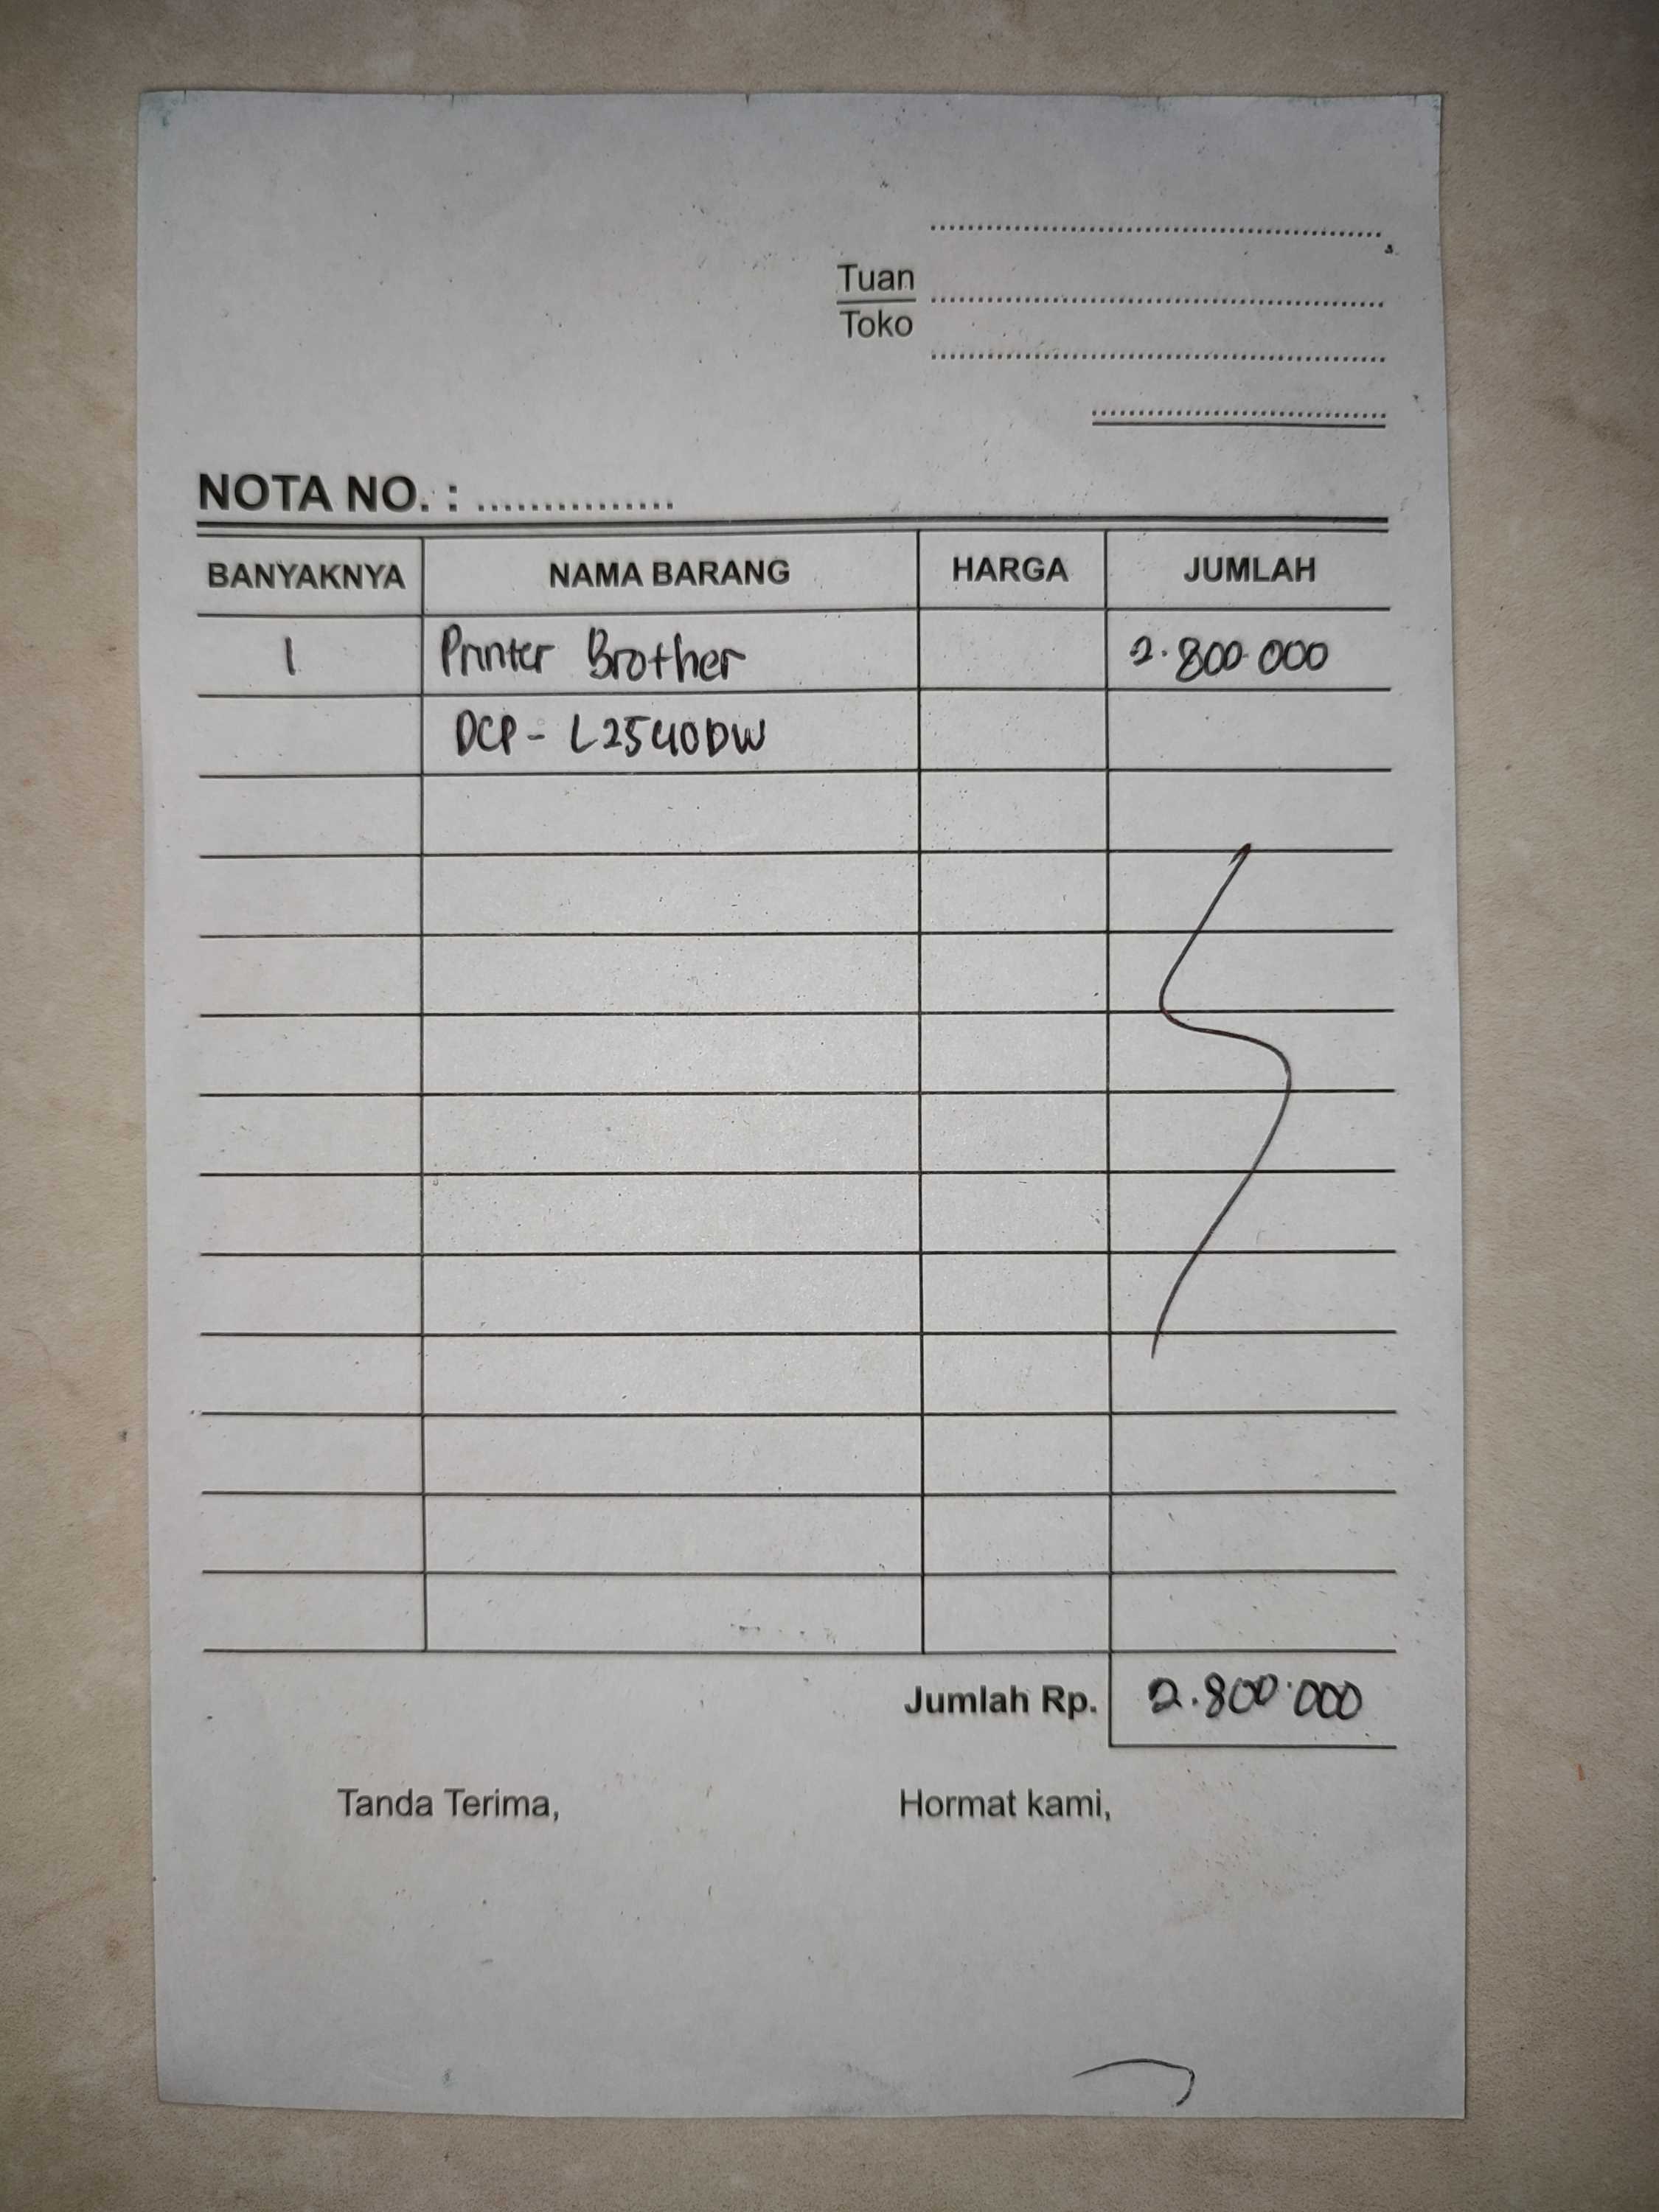 Tuan
Toko
NOTA NO. : ...............
BANYAKNYA NAMA BARANG HARGA JUMLAH
1 Printer Brother 2.800.000
DCP - L2540DW
Jumlah Rp. 2.800.000
Tanda Terima, Hormat kami,